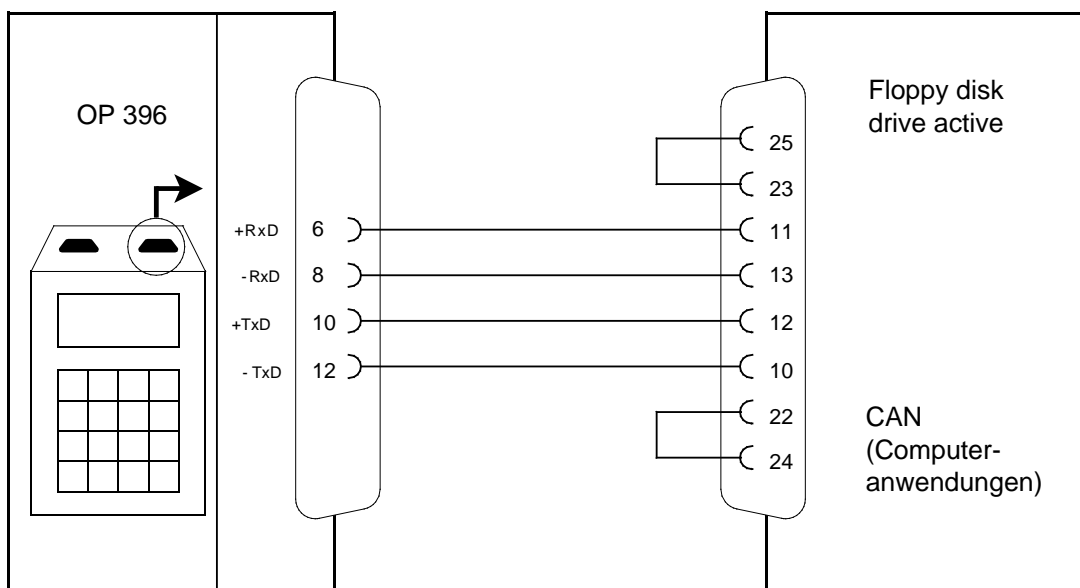 OP 396
Floppy disk
drive active
25
23
+RxD 6 11
-RxD 8 13
+TxD 10 12
- TxD 12 10
22
24
CAN
(Computer-
anwendungen)